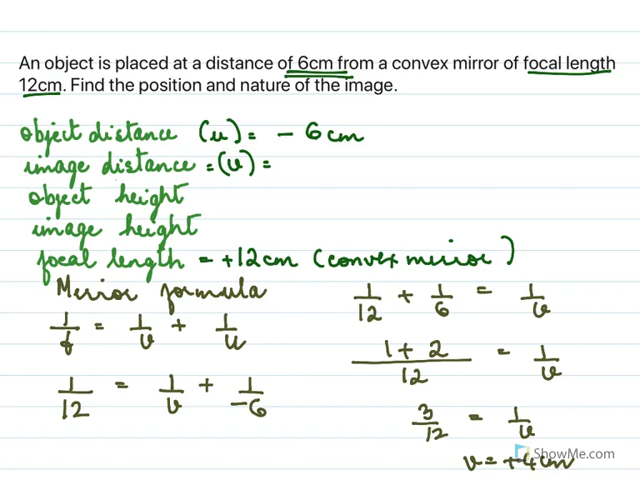 An object is placed at a distance of 6cm from a convex mirror of focal length
12cm. Find the position and nature of the image.
object distance (u) = - 6 cm
image distance = (v) =
object height
image height
focal length = +12cm (convex mirror)
Mirror formula
1/f = 1/v + 1/u
1/12 = 1/v + 1/-6
1/12 + 1/6 = 1/v
1 + 2/12 = 1/v
3/12 = 1/v
v = +4cm
ShowMe.com